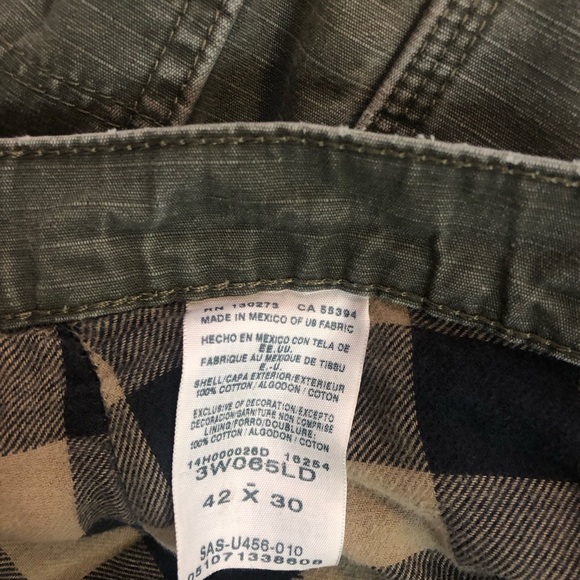 RN 130273 CA 55394
MADE IN MEXICO OF US FABRIC
HECHO EN MEXICO CON TELA DE
EE.UU.
FABRIQUE AU MEXIQUE DE TISSU
E.-U.
SHELL/CAPA EXTERIOR/EXTERIEUR
100% COTTON/ALGODON / COTON
EXCLUSIVE OF DECORATION/EXCEPTO
DECORACION/GARNITURE NON COMPRISE
LINING/FORRO/DOUBLURE:
100% COTTON / ALGODON / COTON
14H000026D 16254
3W065LD
42 X 30
SAS-U456-010
051071338608